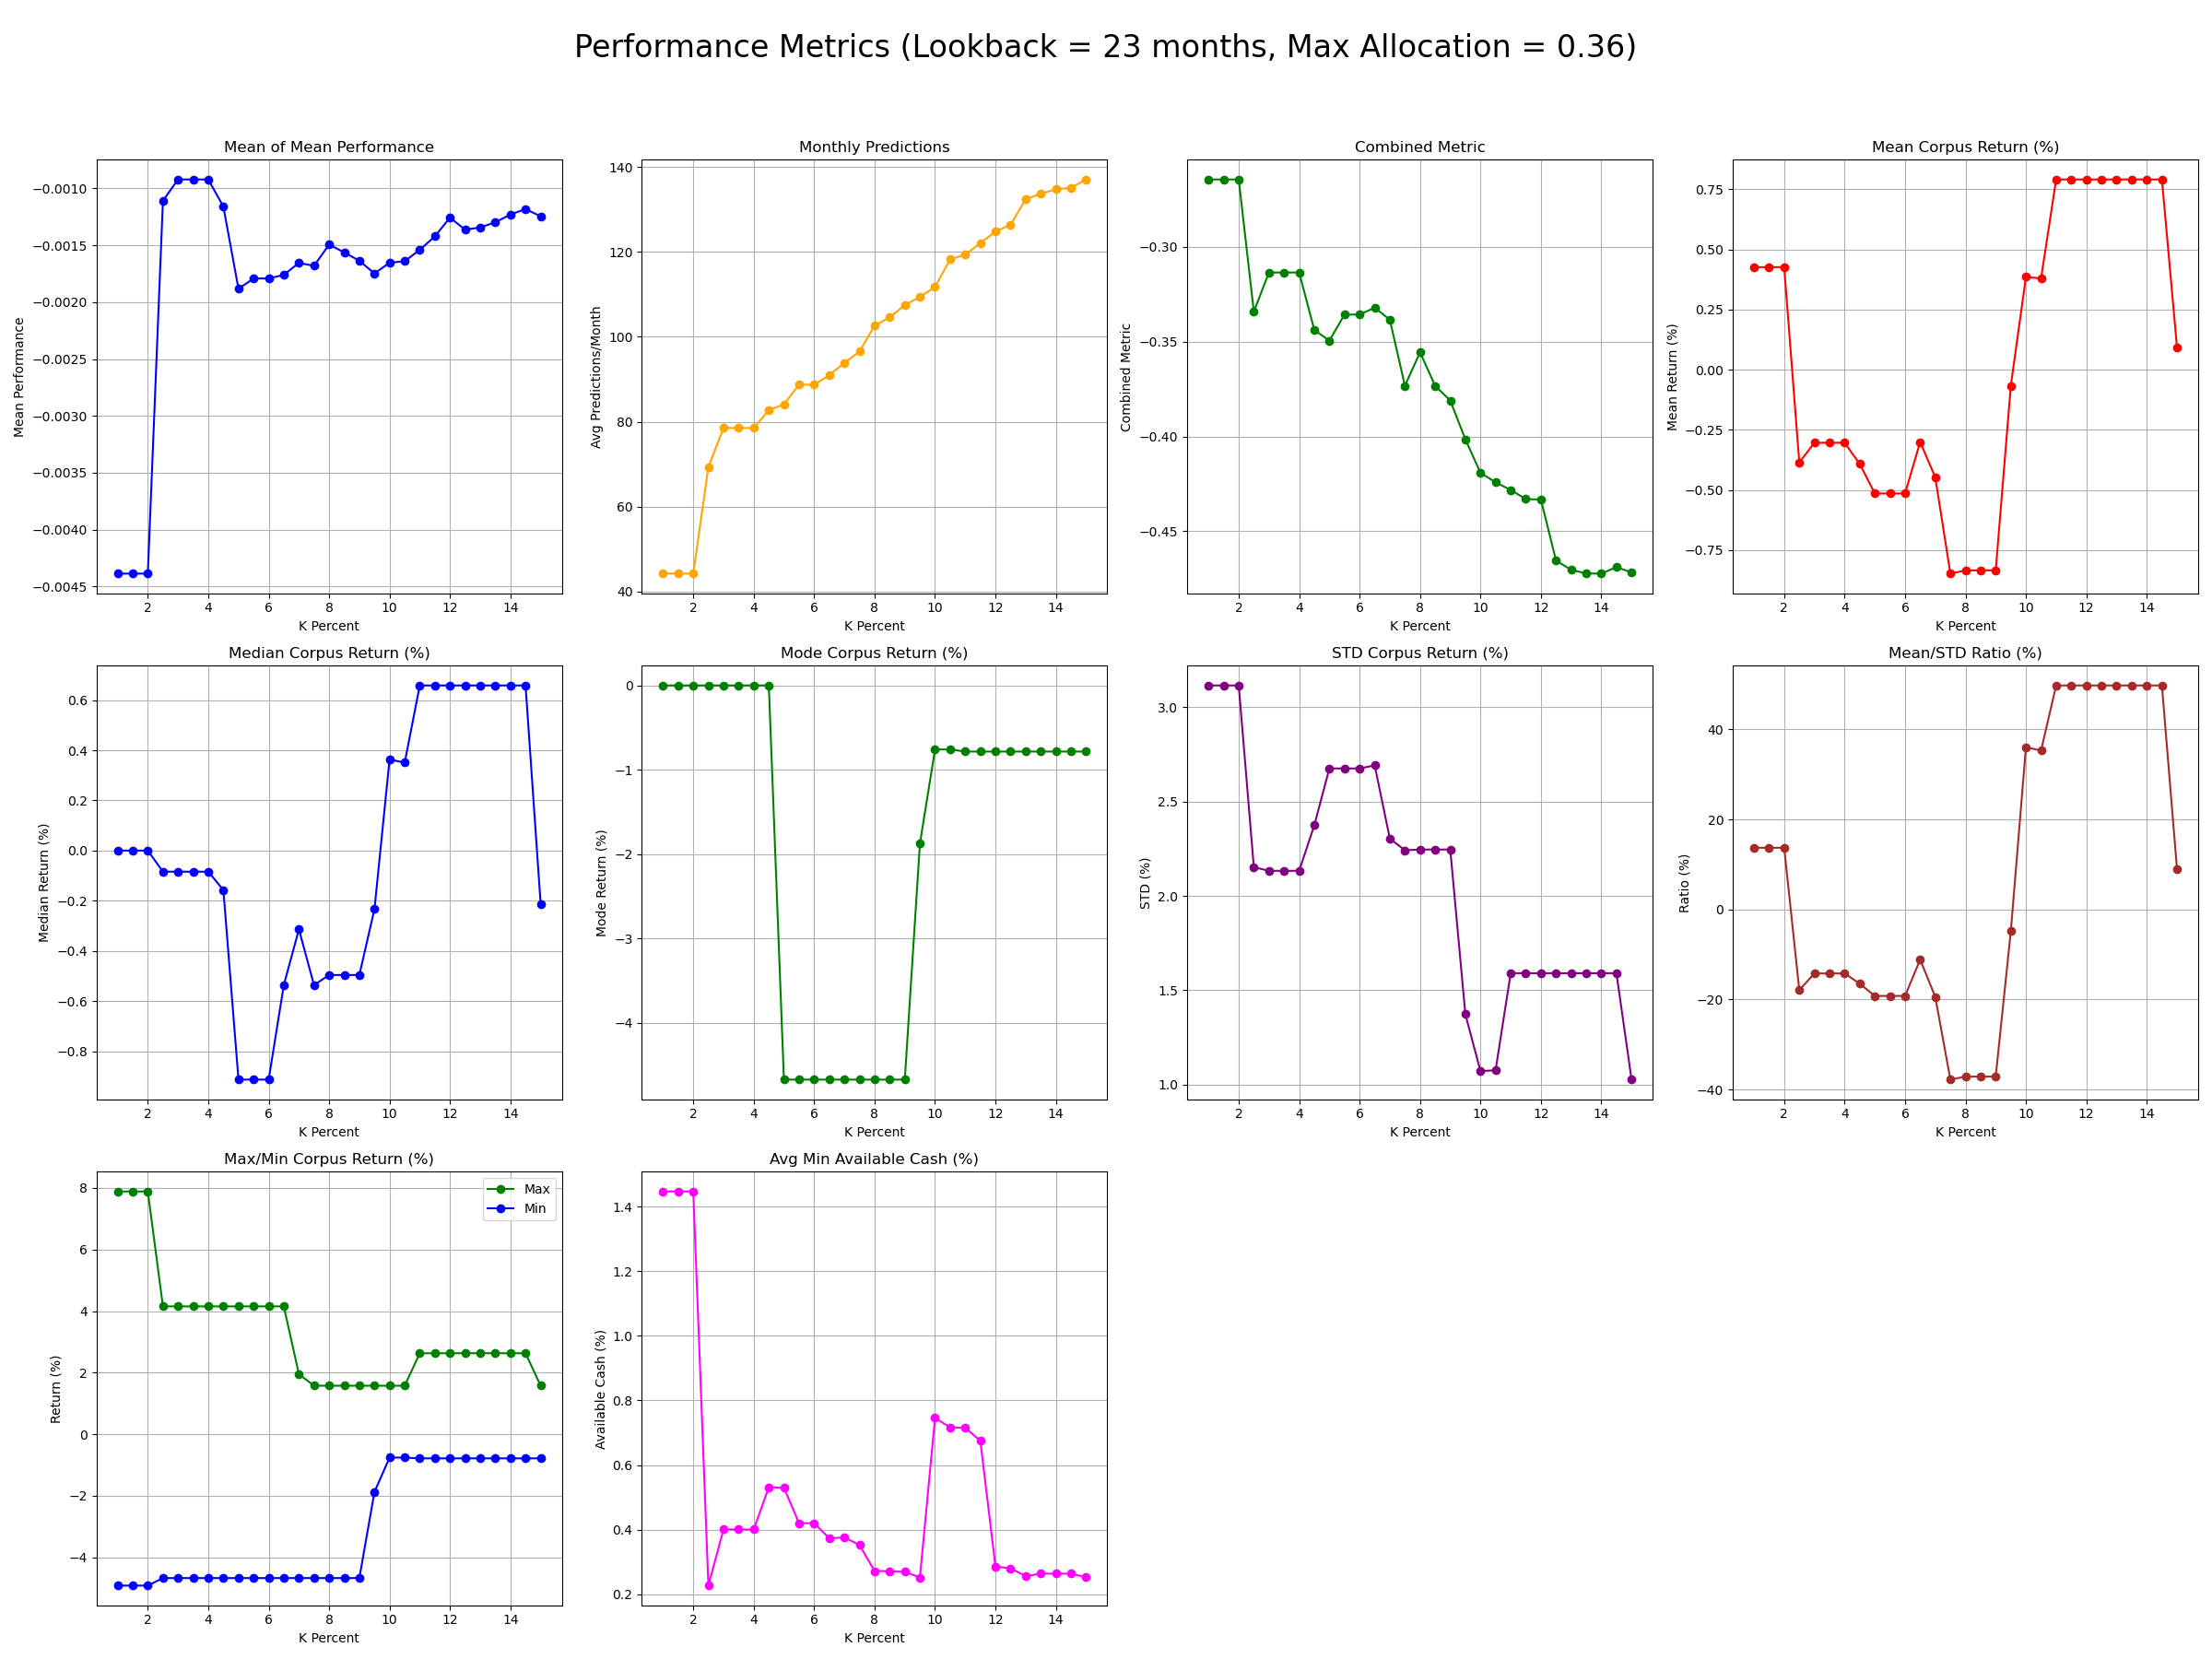 Performance Metrics (Lookback = 23 months, Max Allocation = 0.36)
Mean of Mean Performance
Mean Performance
−0.0010
−0.0015
−0.0020
−0.0025
−0.0030
−0.0035
−0.0040
−0.0045
2 4 6 8 10 12 14
K Percent
Monthly Predictions
Avg Predictions/Month
140
120
100
80
60
40
2 4 6 8 10 12 14
K Percent
Combined Metric
Combined Metric
−0.30
−0.35
−0.40
−0.45
2 4 6 8 10 12 14
K Percent
Mean Corpus Return (%)
Mean Return (%)
0.75
0.50
0.25
0.00
−0.25
−0.50
−0.75
2 4 6 8 10 12 14
K Percent
Median Corpus Return (%)
Median Return (%)
0.6
0.4
0.2
0.0
−0.2
−0.4
−0.6
−0.8
2 4 6 8 10 12 14
K Percent
Mode Corpus Return (%)
Mode Return (%)
0
−1
−2
−3
−4
2 4 6 8 10 12 14
K Percent
STD Corpus Return (%)
STD (%)
3.0
2.5
2.0
1.5
1.0
2 4 6 8 10 12 14
K Percent
Mean/STD Ratio (%)
Ratio (%)
40
20
0
−20
−40
2 4 6 8 10 12 14
K Percent
Max/Min Corpus Return (%)
Return (%)
8
6
4
2
0
−2
−4
Max
Min
2 4 6 8 10 12 14
K Percent
Avg Min Available Cash (%)
Available Cash (%)
1.4
1.2
1.0
0.8
0.6
0.4
0.2
2 4 6 8 10 12 14
K Percent